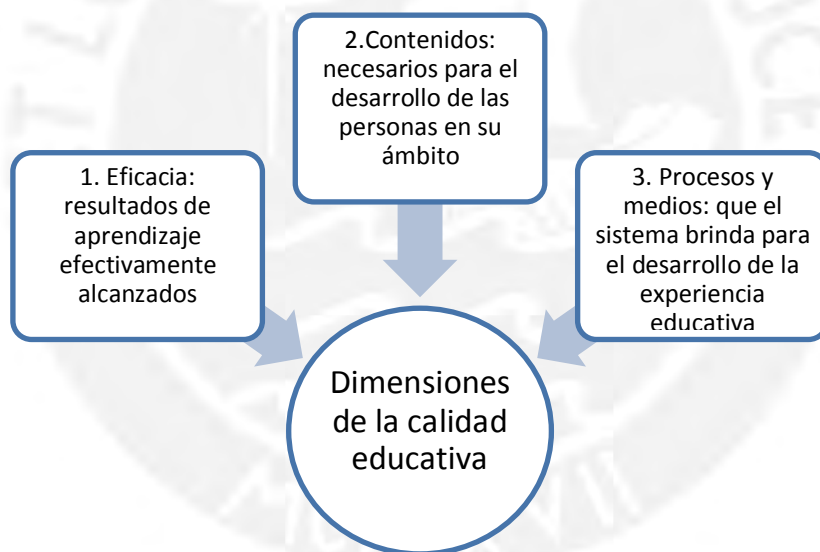 2.Contenidos:
necesarios para el
desarrollo de las
personas en su
ámbito
1. Eficacia:
resultados de
aprendizaje
efectivamente
alcanzados
3. Procesos y
medios: que el
sistema brinda para
el desarrollo de la
experiencia
educativa
Dimensiones
de la calidad
educativa